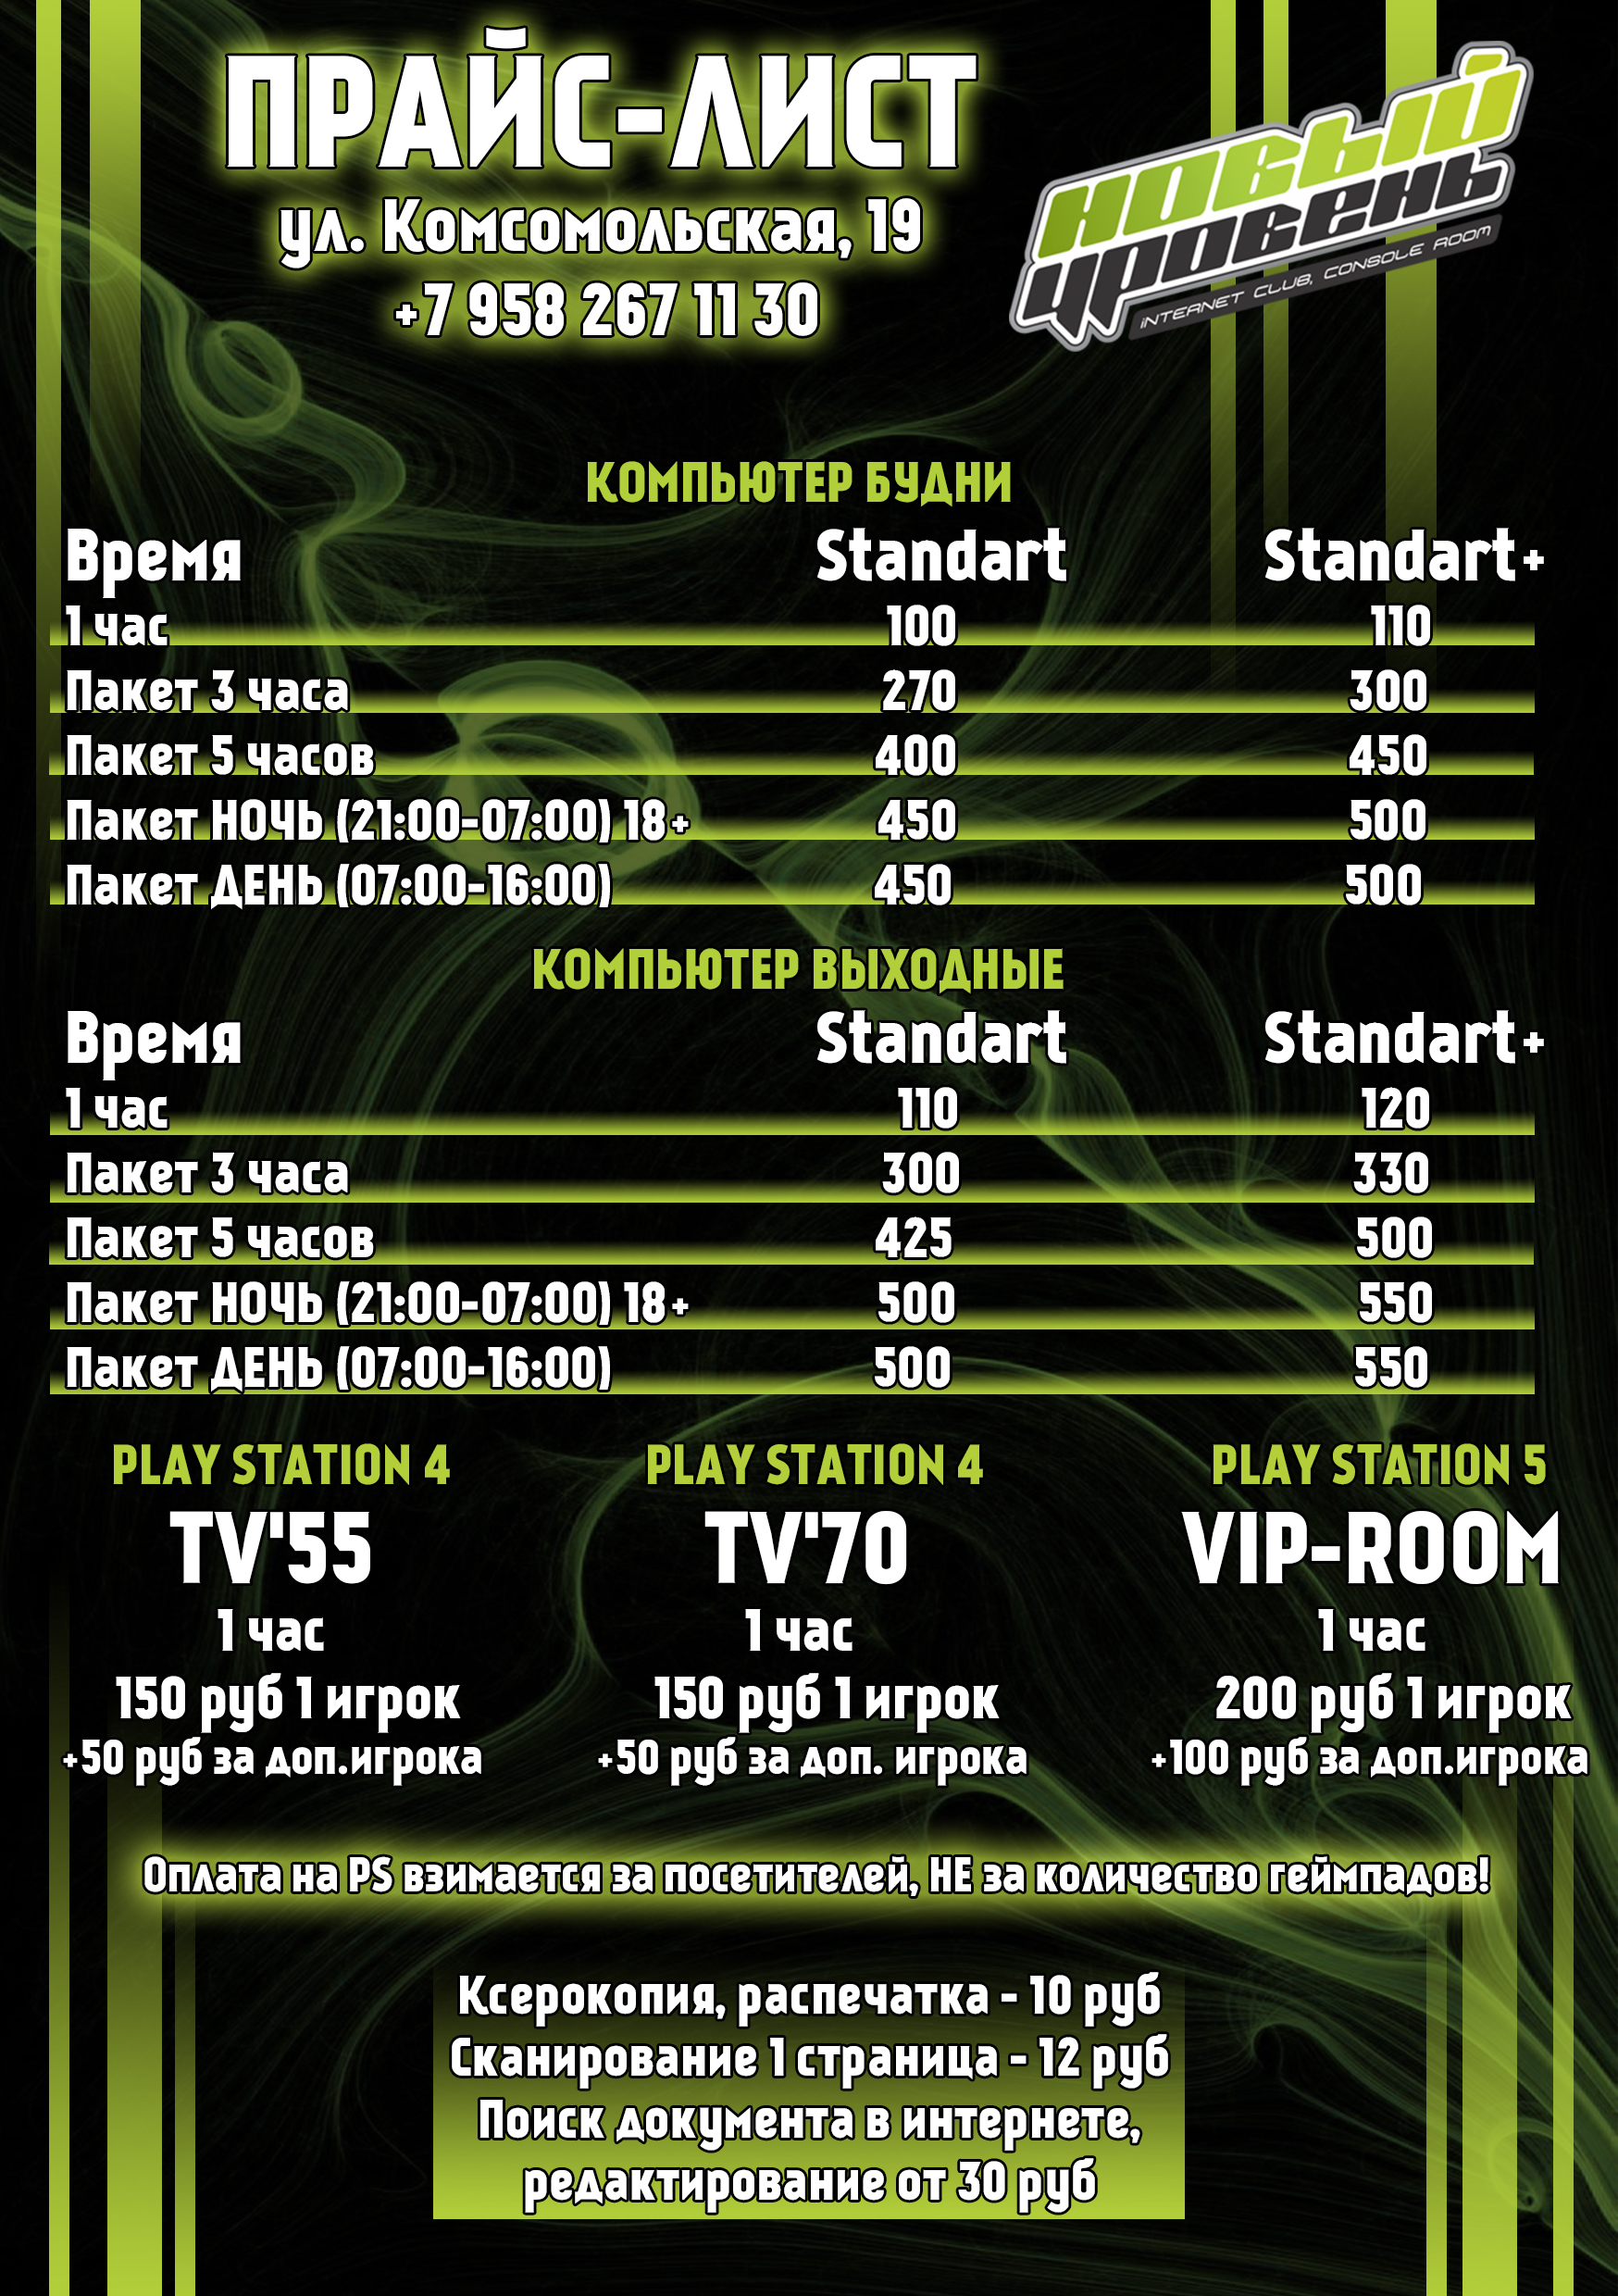 ПРАЙС-ЛИСТ
ул. Комсомольская, 19
+7 958 267 11 30
НОВЫЙ
УРОВЕНЬ
INTERNET CLUB, CONSOLE ROOM
КОМПЬЮТЕР БУДНИ
Время Standart Standart+
1 час 100 110
Пакет 3 часа 270 300
Пакет 5 часов 400 450
Пакет НОЧЬ (21:00-07:00) 18+ 450 500
Пакет ДЕНЬ (07:00-16:00) 450 500
КОМПЬЮТЕР ВЫХОДНЫЕ
Время Standart Standart+
1 час 110 120
Пакет 3 часа 300 330
Пакет 5 часов 425 500
Пакет НОЧЬ (21:00-07:00) 18+ 500 550
Пакет ДЕНЬ (07:00-16:00) 500 550
PLAY STATION 4
TV'55
1 час
150 руб 1 игрок
+50 руб за доп.игрока
PLAY STATION 4
TV'70
1 час
150 руб 1 игрок
+50 руб за доп. игрока
PLAY STATION 5
VIP-ROOM
1 час
200 руб 1 игрок
+100 руб за доп.игрока
Оплата на PS взимается за посетителей, НЕ за количество геймпадов!
Ксерокопия, распечатка - 10 руб
Сканирование 1 страница - 12 руб
Поиск документа в интернете,
редактирование от 30 руб